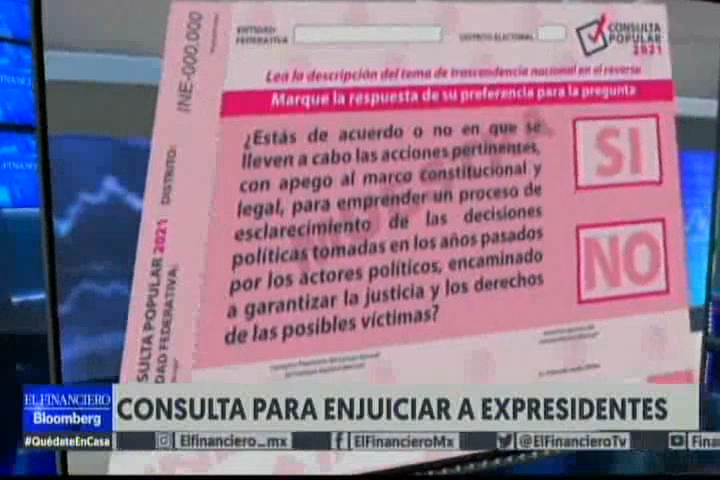 INE-000,000
ENTIDAD
FEDERATIVA
DISTRITO ELECTORAL
CONSULTA
POPULAR
2021
Lea la descripción del tema de trascendencia nacional en el reverso
Marque la respuesta de su preferencia para la pregunta
¿Estás de acuerdo o no en que se
lleven a cabo las acciones pertinentes,
con apego al marco constitucional y
legal, para emprender un proceso de
esclarecimiento de las decisiones
políticas tomadas en los años pasados
por los actores políticos, encaminado
a garantizar la justicia y los derechos
de las posibles víctimas?
SI
NO
SULTA POPULAR 2021 DISTRITO:
DAD FEDERATIVA:
EL FINANCIERO
Bloomberg
#QuédateEnCasa
CONSULTA PARA ENJUICIAR A EXPRESIDENTES
ElFinanciero_mx
ElFinancieroMx
@ElFinancieroTv
Finan